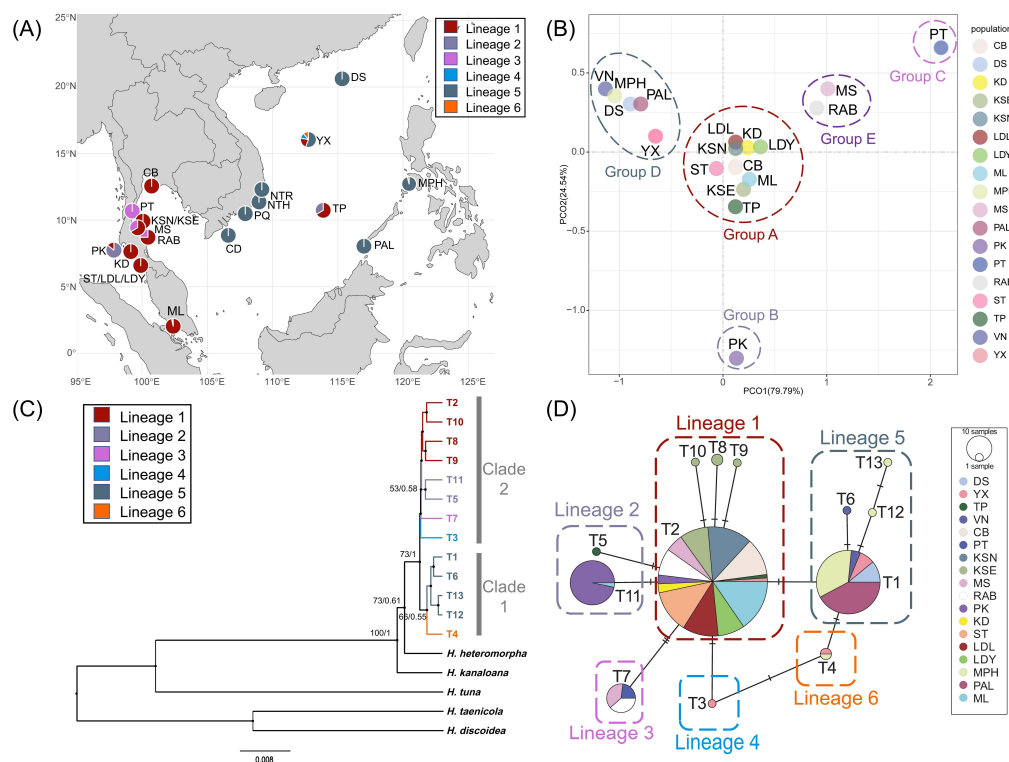 (A)
25°N
20°N
15°N
10°N
5°N
0°
95°E
100°E
105°E
110°E
115°E
120°E
125°E
Lineage 1
Lineage 2
Lineage 3
Lineage 4
Lineage 5
Lineage 6
DS
YX
CB
PT
KSN/KSE
MS
RAB
PK
KD
ST/LDL/LDY
ML
NTR
NTH
PQ
CD
TP
MPH
PAL
(B)
PCO2(24.54%)
0.5
0.0
−0.5
−1.0
−1
0
1
2
PCO1(79.79%)
PT
Group C
VN
MPH
DS
PAL
YX
Group D
MS
RAB
Group E
LDL
KD
KSN
LDY
ST
CB
ML
KSE
TP
Group A
Group B
PK
population
CB
DS
KD
KSE
KSN
LDL
LDY
ML
MPH
MS
PAL
PK
PT
RAB
ST
TP
VN
YX
(C)
Lineage 1
Lineage 2
Lineage 3
Lineage 4
Lineage 5
Lineage 6
T2
T10
T8
T9
T11
T5
T7
T3
T1
T6
T13
T12
T4
H. heteromorpha
H. kanaloana
H. tuna
H. taenicola
H. discoidea
Clade
2
Clade
1
53/0.58
73/1
73/0.61
66/0.55
100/1
0.008
(D)
Lineage 1
T10
T8
T9
T2
Lineage 2
T5
T11
Lineage 5
T13
T6
T12
T1
T7
Lineage 3
T3
Lineage 4
T4
Lineage 6
10 samples
1 sample
DS
YX
TP
VN
CB
PT
KSN
KSE
MS
RAB
PK
KD
ST
LDL
LDY
MPH
PAL
ML